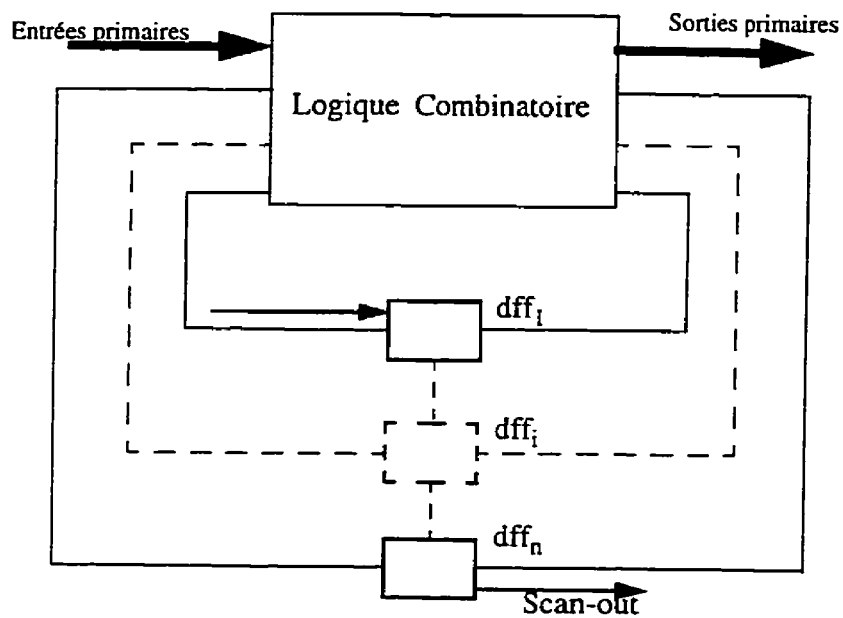 Entrées primaires
Sorties primaires
Logique Combinatoire
dff₁
dffᵢ
dffₙ
Scan-out